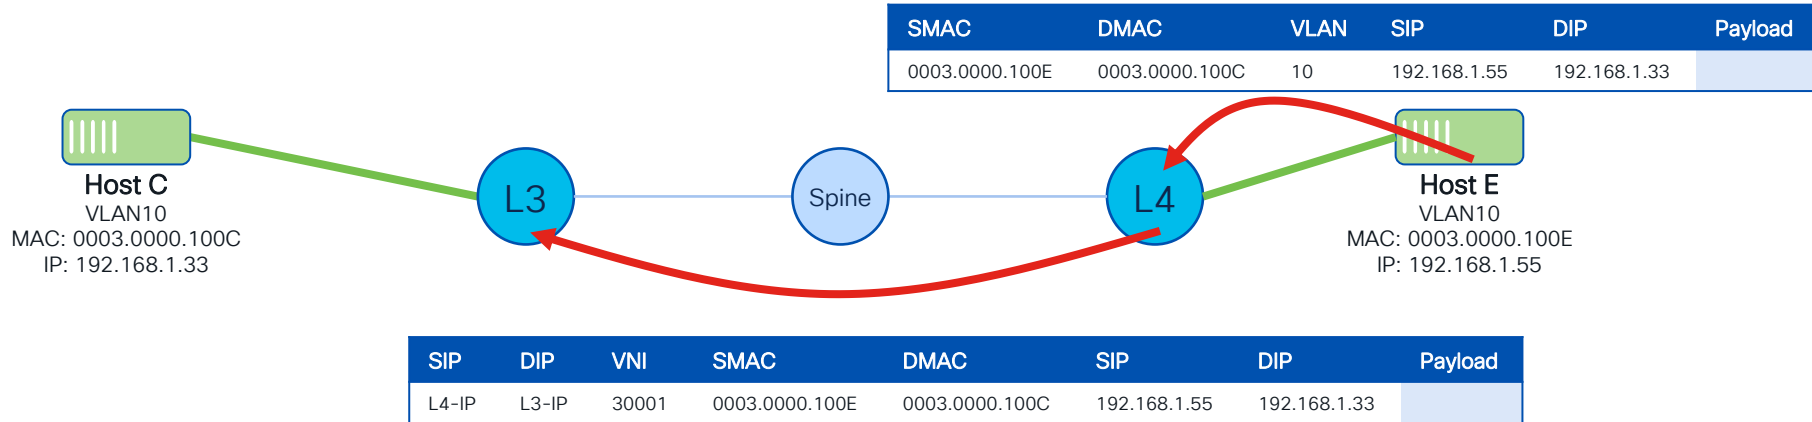 SMAC DMAC VLAN SIP DIP Payload
0003.0000.100E 0003.0000.100C 10 192.168.1.55 192.168.1.33
Host C
VLAN10
MAC: 0003.0000.100C
IP: 192.168.1.33
L3
Spine
L4
Host E
VLAN10
MAC: 0003.0000.100E
IP: 192.168.1.55
SIP DIP VNI SMAC DMAC SIP DIP Payload
L4-IP L3-IP 30001 0003.0000.100E 0003.0000.100C 192.168.1.55 192.168.1.33